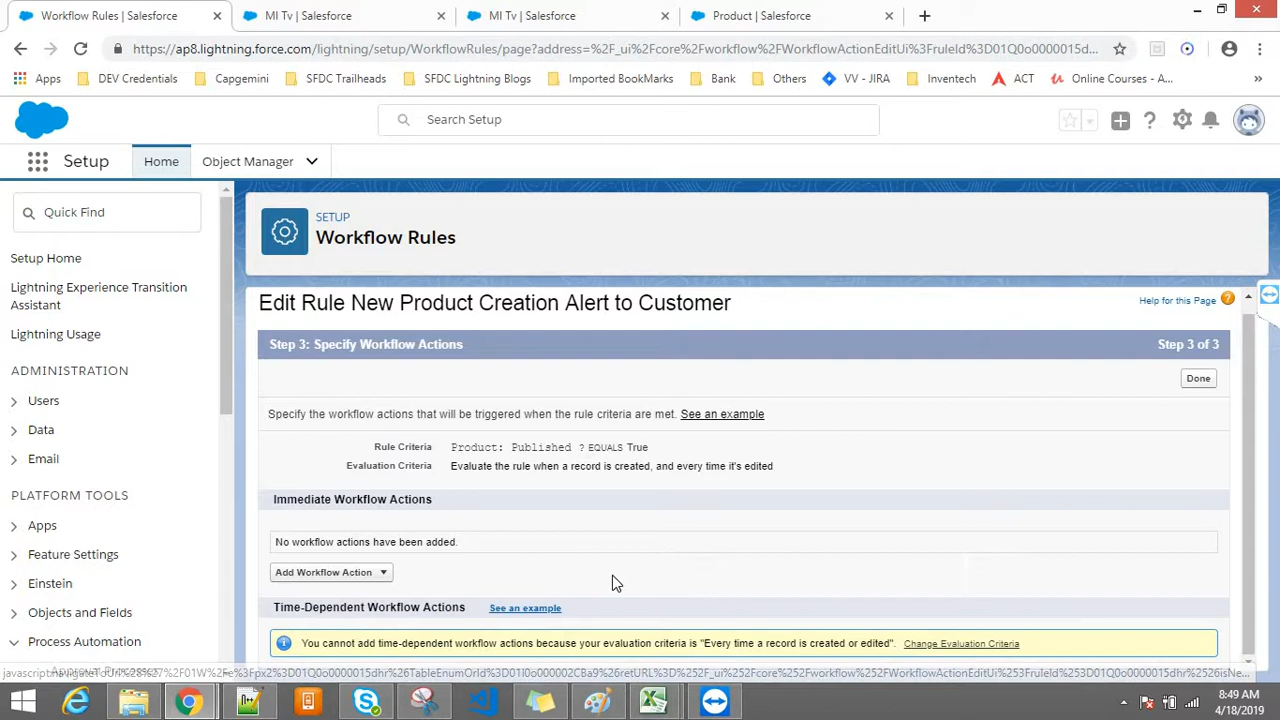 Workflow Rules | Salesforce
MI Tv | Salesforce
MI Tv | Salesforce
Product | Salesforce
https://ap8.lightning.force.com/lightning/setup/WorkflowRules/page?address=%2F_ui%2Fcore%2Fworkflow%2FWorkflowActionEditUi%3FruleId%3D01Q0o0000015d...
Apps
DEV Credentials
Capgemini
SFDC Trailheads
SFDC Lightning Blogs
Imported BookMarks
Bank
Others
VV - JIRA
Inventech
ACT
Online Courses - A...
»
Search Setup
Setup
Home
Object Manager
Quick Find
Setup Home
Lightning Experience Transition
Assistant
Lightning Usage
ADMINISTRATION
Users
Data
Email
PLATFORM TOOLS
Apps
Feature Settings
Einstein
Objects and Fields
Process Automation
SETUP
Workflow Rules
Edit Rule New Product Creation Alert to Customer
Help for this Page
Step 3: Specify Workflow Actions
Step 3 of 3
Done
Specify the workflow actions that will be triggered when the rule criteria are met. See an example
Rule Criteria Product: Published ? EQUALS True
Evaluation Criteria Evaluate the rule when a record is created, and every time it's edited
Immediate Workflow Actions
No workflow actions have been added.
Add Workflow Action
Time-Dependent Workflow Actions See an example
You cannot add time-dependent workflow actions because your evaluation criteria is "Every time a record is created or edited". Change Evaluation Criteria
8:49 AM
4/18/2019